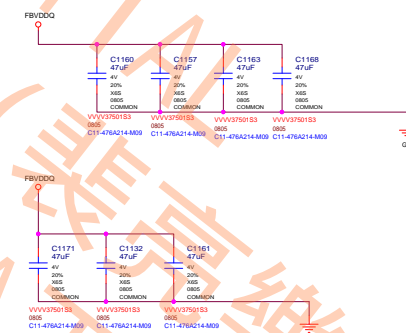 FBVDDQ
C1160 C1157 C1163 C1168
47uF 47uF 47uF 47uF
4V 4V 4V 4V
20% 20% 20% 20%
X6S X6S X6S X6S
0805 0805 0805 0805
COMMON COMMON COMMON COMMON
VVVV37501S3 VVVV37501S3 VVVV37501S3 VVVV37501S3
0805 0805 0805 0805
C11-476A214-M09 C11-476A214-M09 C11-476A214-M09 C11-476A214-M09
G
FBVDDQ
C1171 C1132 C1161
47uF 47uF 47uF
4V 4V 4V
20% 20% 20%
X6S X6S X6S
0805 0805 0805
COMMON COMMON COMMON
VVVV37501S3 VVVV37501S3 VVVV37501S3
0805 0805 0805
C11-476A214-M09 C11-476A214-M09 C11-476A214-M09